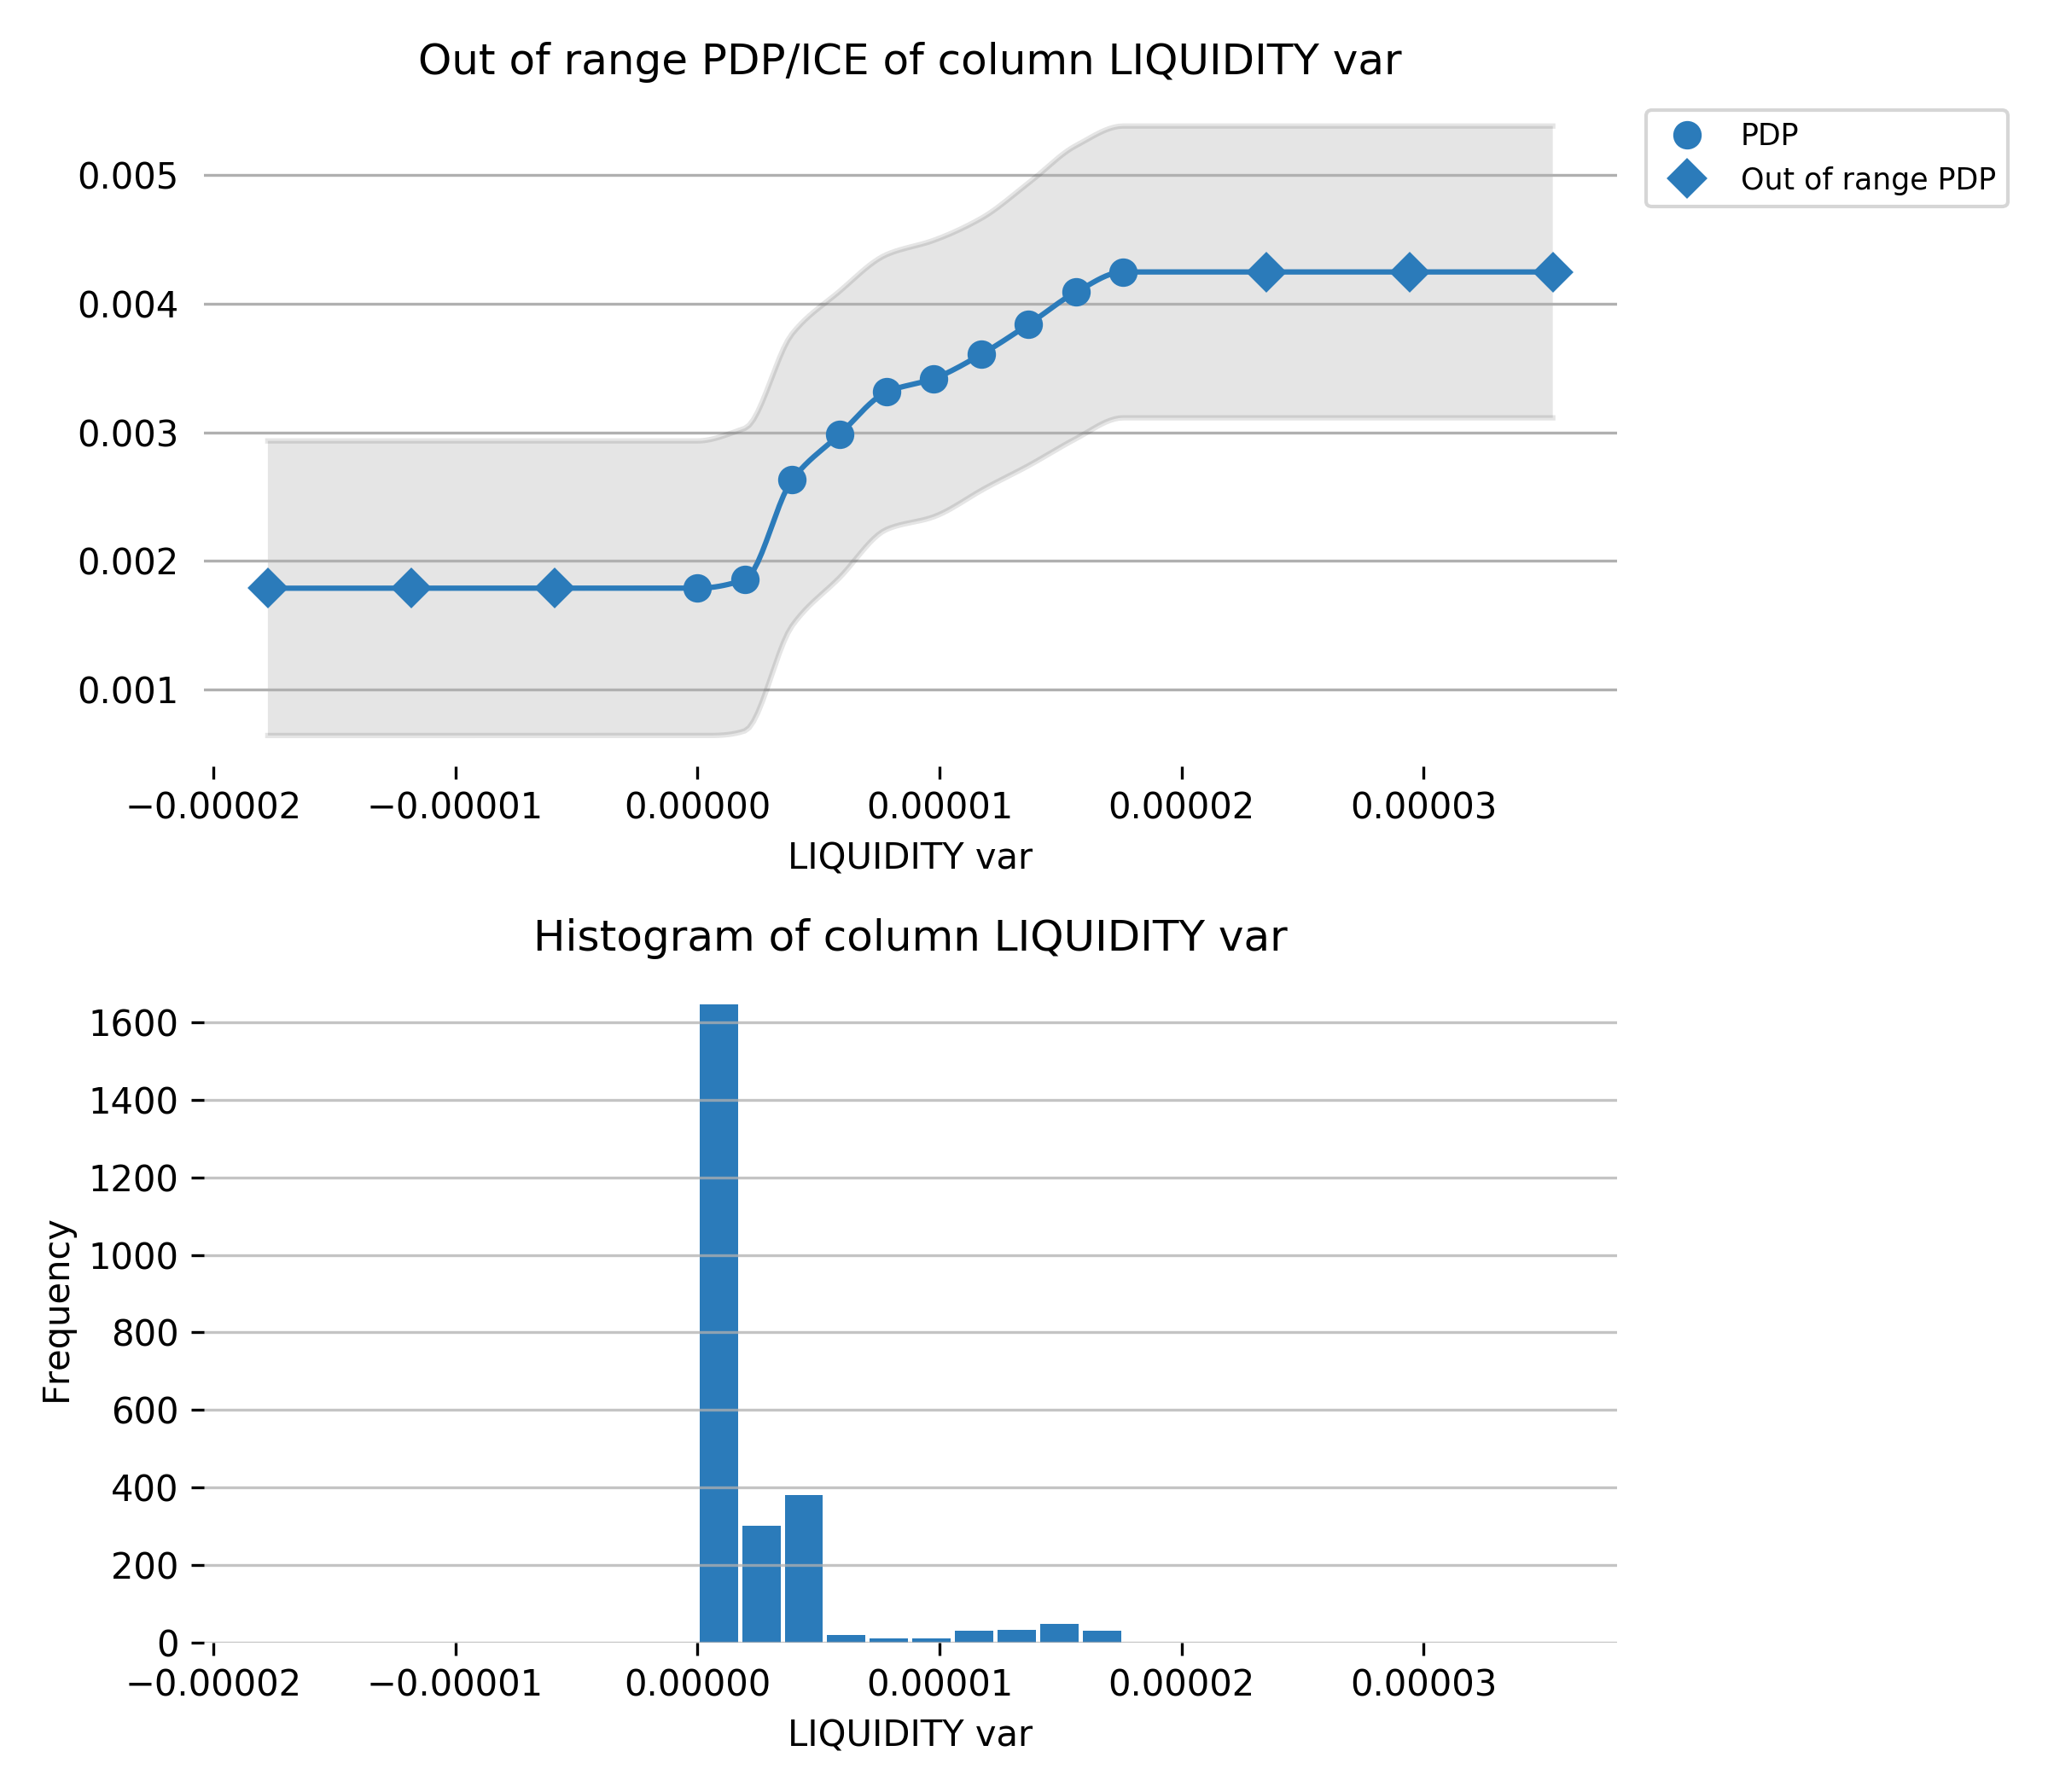 Out of range PDP/ICE of column LIQUIDITY var
PDP
Out of range PDP
0.005
0.004
0.003
0.002
0.001
−0.00002 −0.00001 0.00000 0.00001 0.00002 0.00003
LIQUIDITY var
Histogram of column LIQUIDITY var
Frequency
1600
1400
1200
1000
800
600
400
200
0
−0.00002 −0.00001 0.00000 0.00001 0.00002 0.00003
LIQUIDITY var